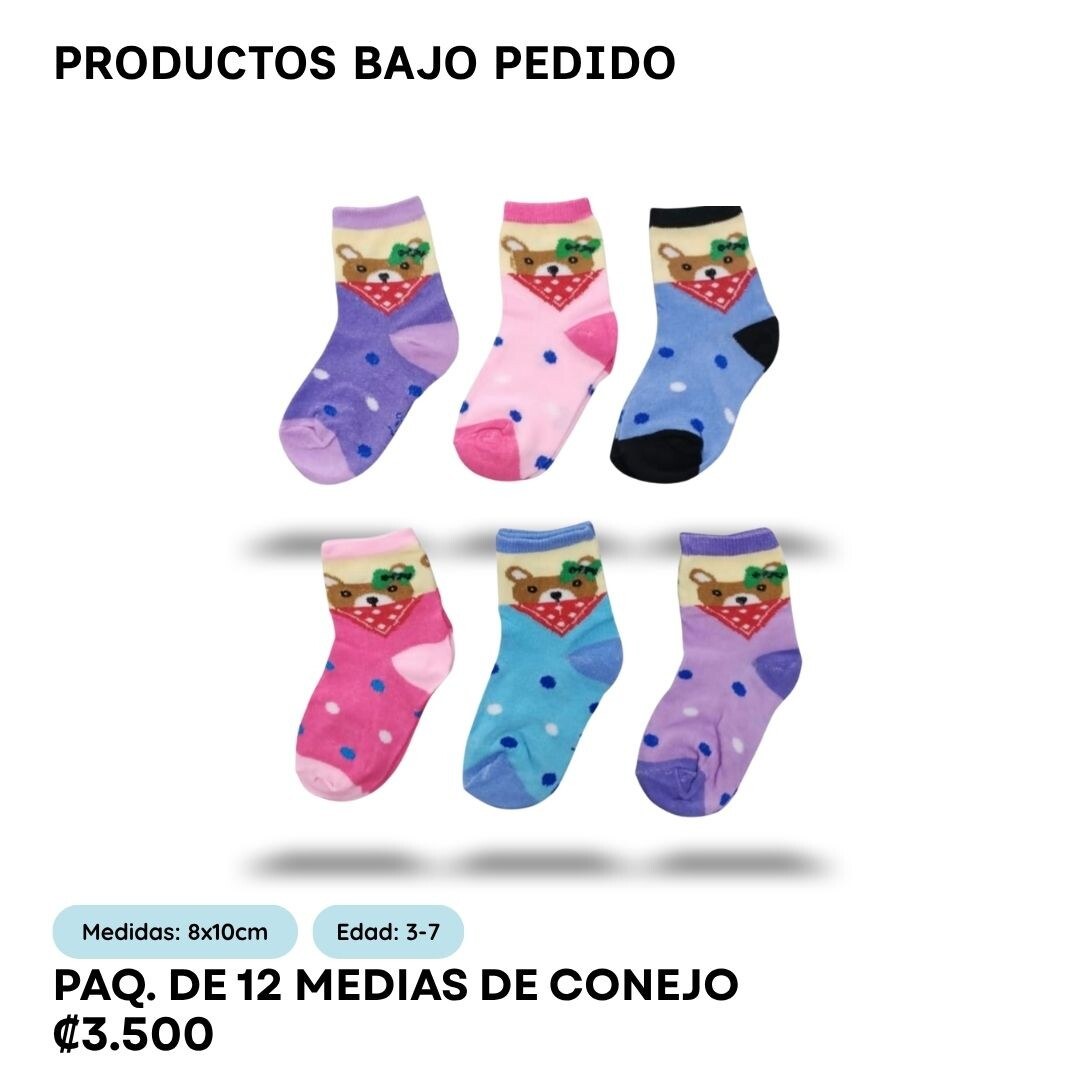 PRODUCTOS BAJO PEDIDO
Medidas: 8x10cm
Edad: 3-7
PAQ. DE 12 MEDIAS DE CONEJO
₡3.500